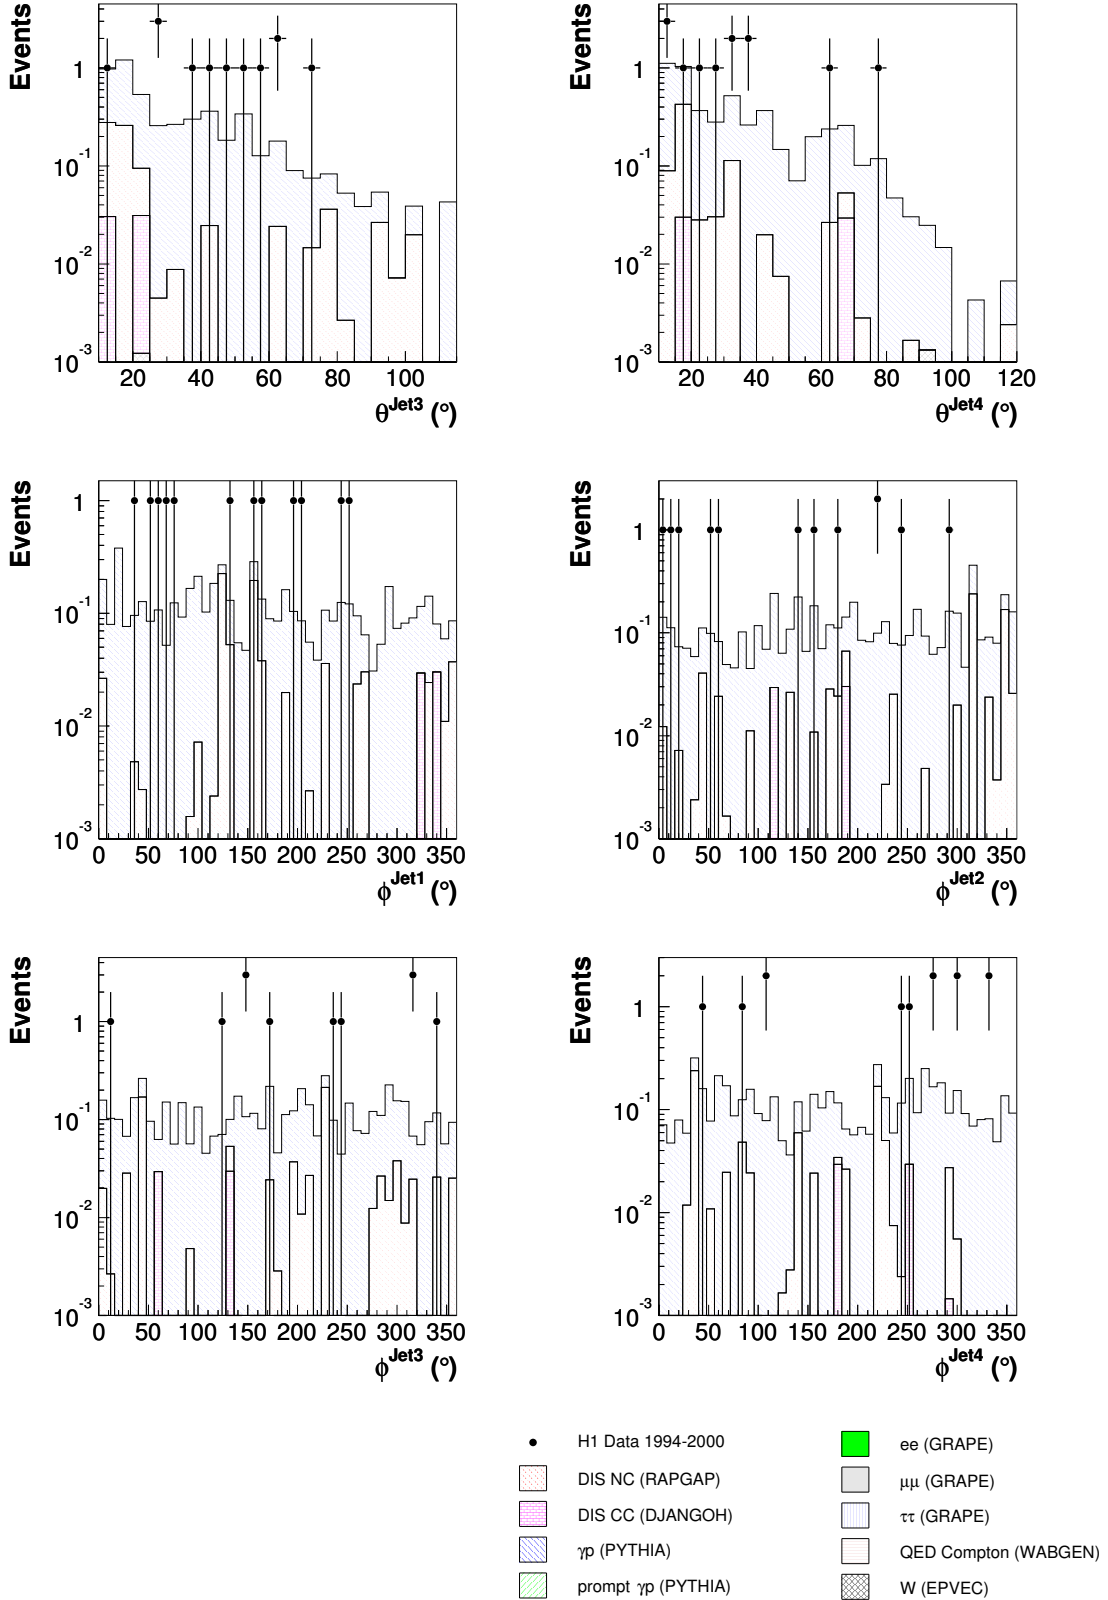 Events
1
10^-1
10^-2
10^-3
20 40 60 80 100
θ^Jet3 (°)
Events
1
10^-1
10^-2
10^-3
20 40 60 80 100 120
θ^Jet4 (°)
Events
1
10^-1
10^-2
10^-3
0 50 100 150 200 250 300 350
ϕ^Jet1 (°)
Events
1
10^-1
10^-2
10^-3
0 50 100 150 200 250 300 350
ϕ^Jet2 (°)
Events
1
10^-1
10^-2
10^-3
0 50 100 150 200 250 300 350
ϕ^Jet3 (°)
Events
1
10^-1
10^-2
10^-3
0 50 100 150 200 250 300 350
ϕ^Jet4 (°)
H1 Data 1994-2000
DIS NC (RAPGAP)
DIS CC (DJANGOH)
γp (PYTHIA)
prompt γp (PYTHIA)
ee (GRAPE)
μμ (GRAPE)
ττ (GRAPE)
QED Compton (WABGEN)
W (EPVEC)